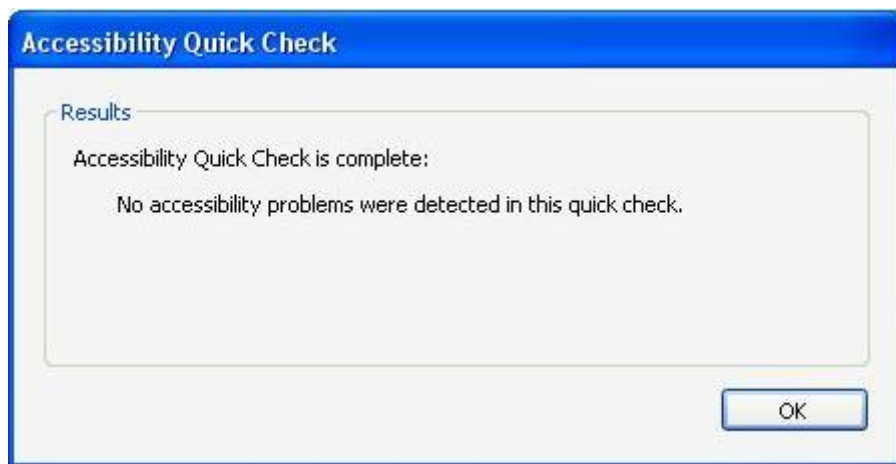 Accessibility Quick Check
Results
Accessibility Quick Check is complete:
No accessibility problems were detected in this quick check.
OK